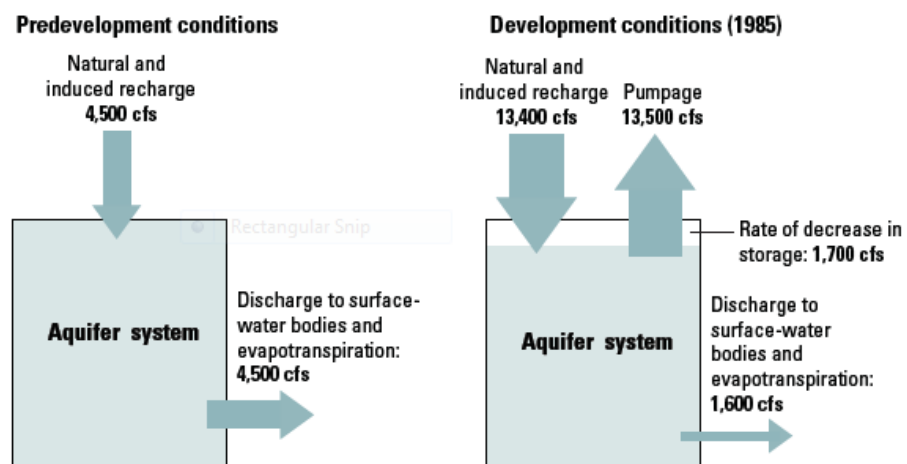 Predevelopment conditions
Natural and
induced recharge
4,500 cfs
Rectangular Snip
Aquifer system
Discharge to surface-
water bodies and
evapotranspiration:
4,500 cfs
Development conditions (1985)
Natural and
induced recharge
13,400 cfs
Pumpage
13,500 cfs
Rate of decrease in
storage: 1,700 cfs
Aquifer system
Discharge to
surface-water
bodies and
evapotranspiration:
1,600 cfs